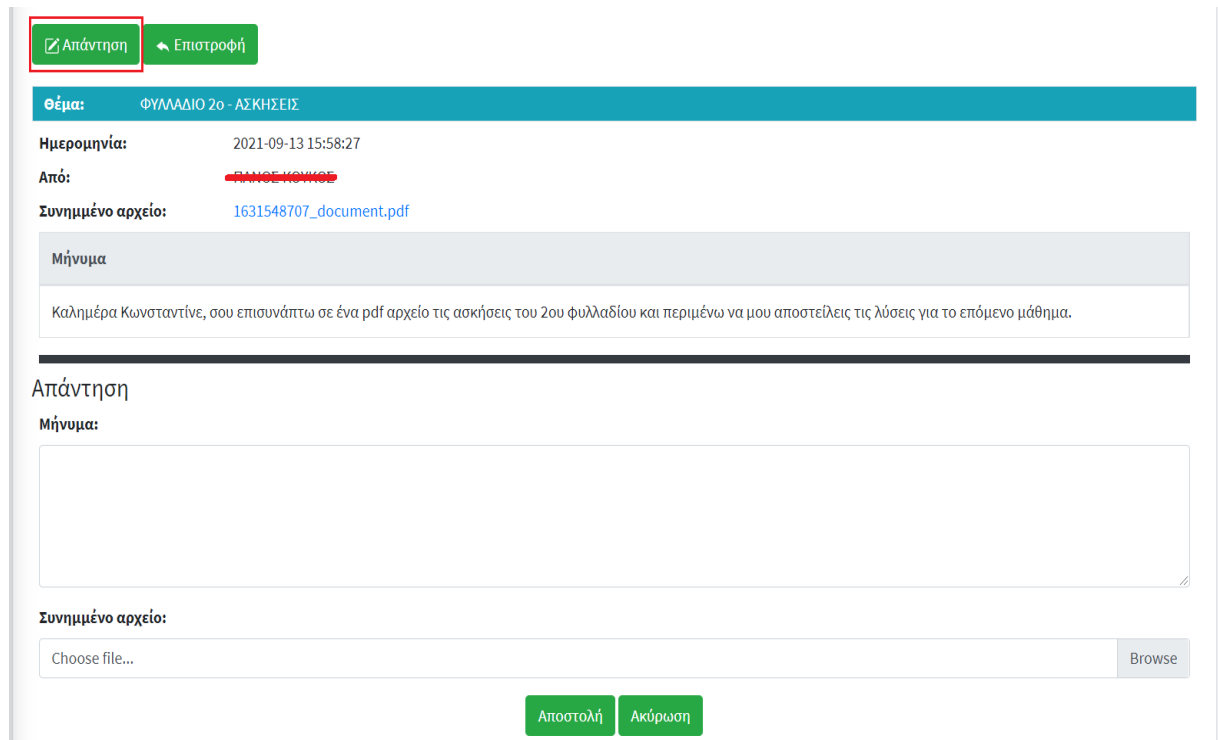 Απάντηση Επιστροφή
Θέμα: ΦΥΛΛΑΔΙΟ 2ο - ΑΣΚΗΣΕΙΣ
Ημερομηνία: 2021-09-13 15:58:27
Από:
Συνημμένο αρχείο: 1631548707_document.pdf
Μήνυμα
Καλημέρα Κωνσταντίνε, σου επισυνάπτω σε ένα pdf αρχείο τις ασκήσεις του 2ου φυλλαδίου και περιμένω να μου αποστείλεις τις λύσεις για το επόμενο μάθημα.
Απάντηση
Μήνυμα:
Συνημμένο αρχείο:
Choose file... Browse
Αποστολή Ακύρωση